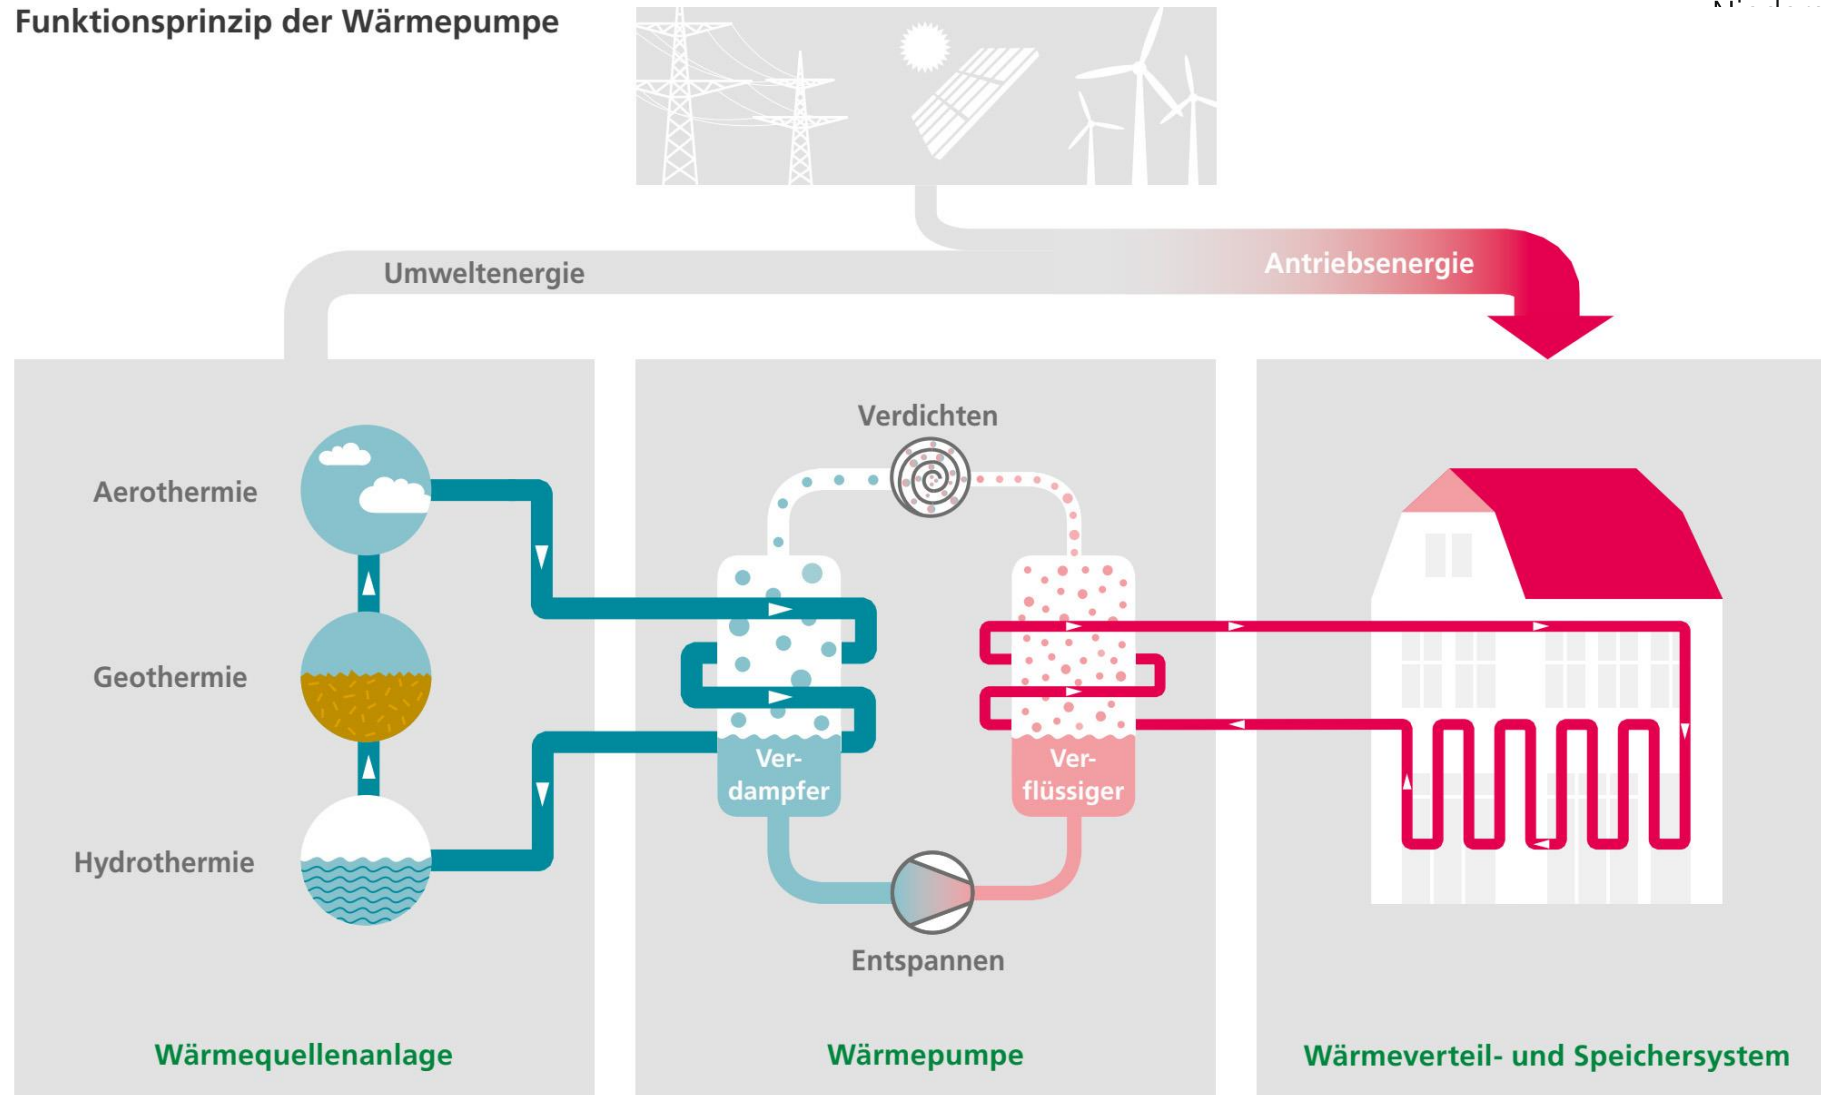 Funktionsprinzip der Wärmepumpe
Umweltenergie
Antriebsenergie
Verdichten
Aerothermie
Geothermie
Hydrothermie
Ver-
dampfer
Ver-
flüssiger
Entspannen
Wärmequellenanlage
Wärmepumpe
Wärmeverteil- und Speichersystem